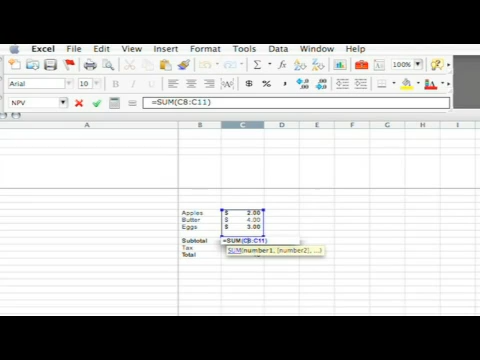 Excel File Edit View Insert Format Tools Data Window Help
100%
Arial 10 B I U
NPV =SUM(C8:C11)
A B C D E F G H I
Apples $ 2.00
Butter $ 4.00
Eggs $ 3.00
Subtotal =SUM(C8:C11)
Tax SUM(number1, [number2], ...)
Total